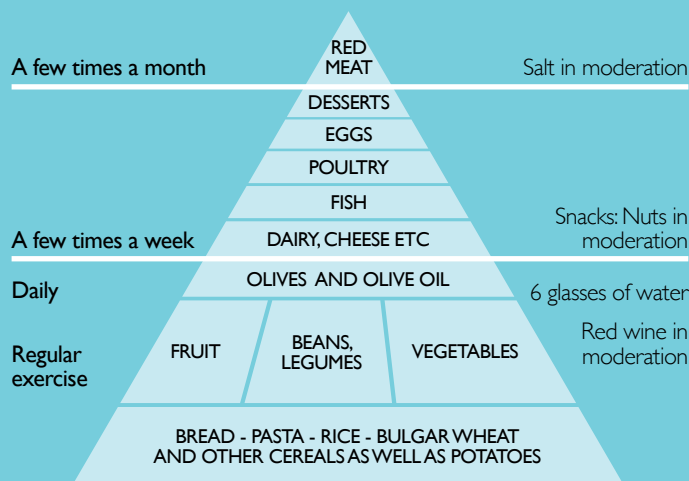 RED
MEAT
A few times a month
Salt in moderation
DESSERTS
EGGS
POULTRY
FISH
Snacks: Nuts in
moderation
A few times a week
DAIRY, CHEESE ETC
OLIVES AND OLIVE OIL
Daily
6 glasses of water
Red wine in
moderation
Regular
exercise
FRUIT
BEANS,
LEGUMES
VEGETABLES
BREAD - PASTA - RICE - BULGAR WHEAT
AND OTHER CEREALS AS WELL AS POTATOES